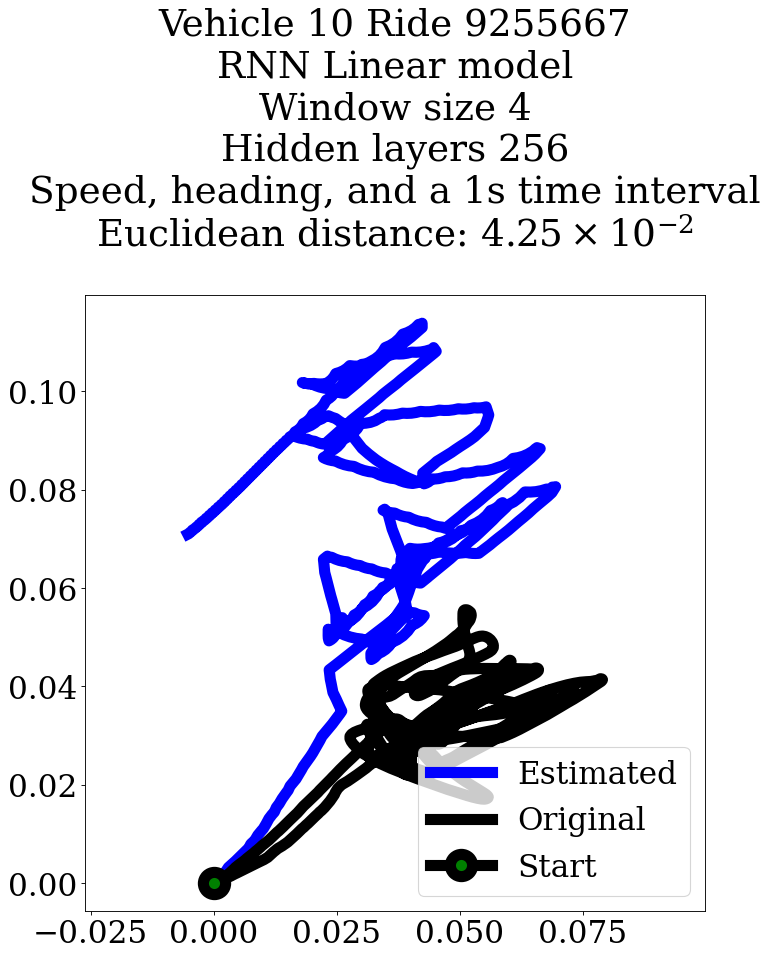 Vehicle 10 Ride 9255667
RNN Linear model
Window size 4
Hidden layers 256
Speed, heading, and a 1s time interval
Euclidean distance: 4.25 × 10⁻²
0.10
0.08
0.06
0.04
0.02
0.00
Estimated
Original
Start
−0.025 0.000 0.025 0.050 0.075